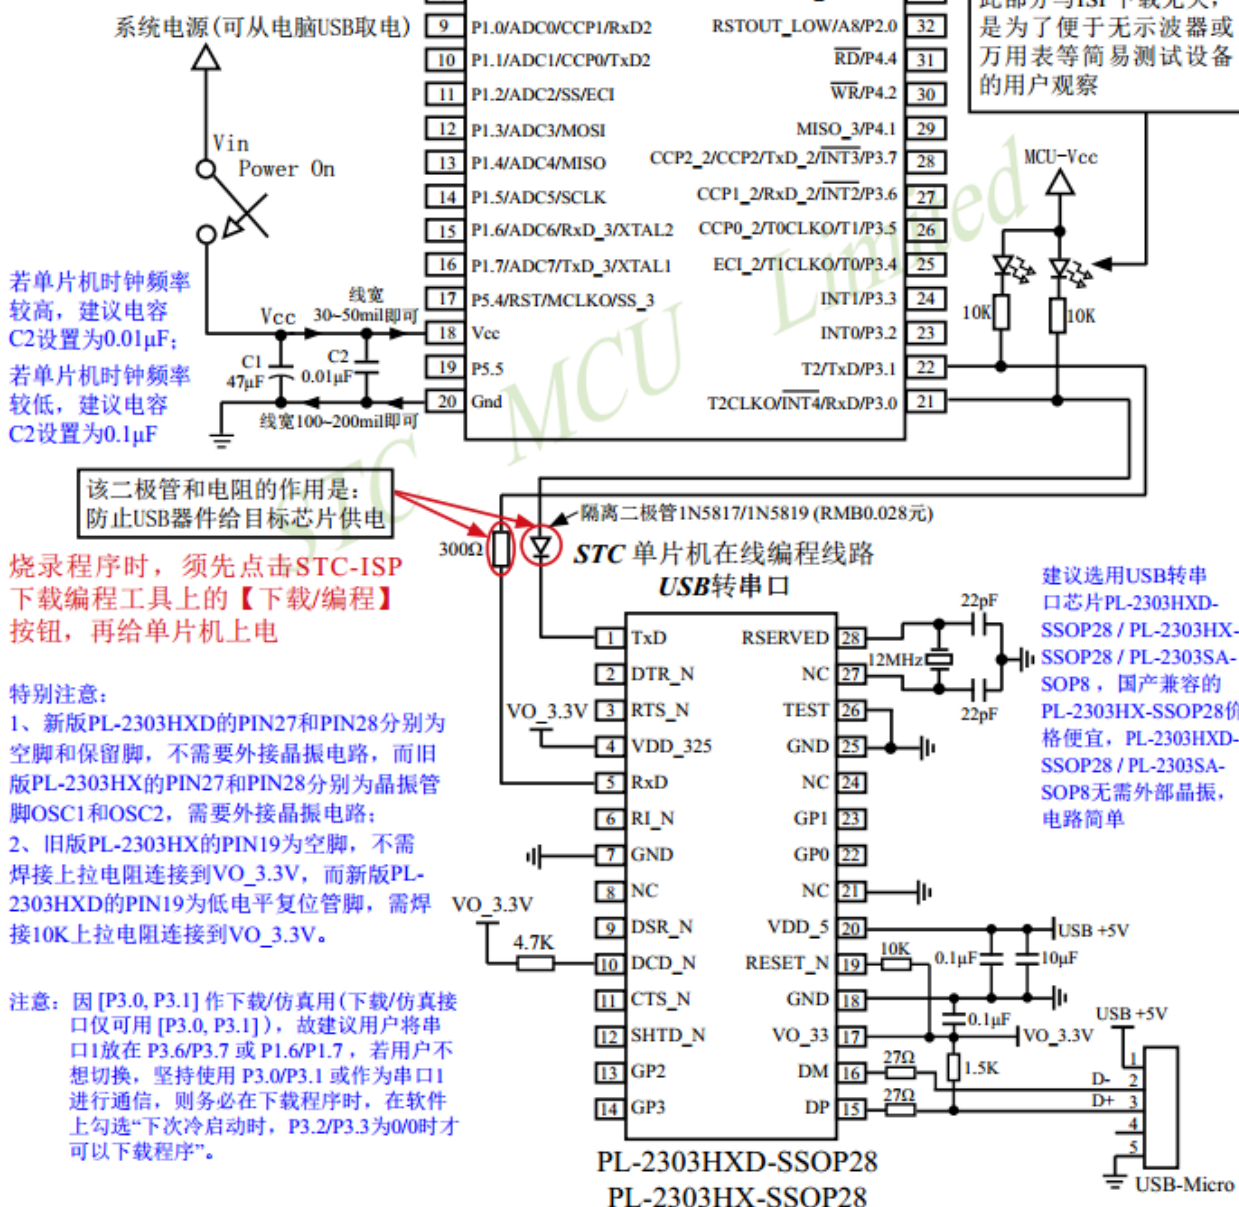 此部分与ISP下载无关，
是为了便于无示波器或
万用表等简易测试设备
的用户观察
系统电源(可从电脑USB取电)
Vin
Power On
9 P1.0/ADC0/CCP1/RxD2
10 P1.1/ADC1/CCP0/TxD2
11 P1.2/ADC2/SS/ECI
12 P1.3/ADC3/MOSI
13 P1.4/ADC4/MISO
14 P1.5/ADC5/SCLK
15 P1.6/ADC6/RxD_3/XTAL2
16 P1.7/ADC7/TxD_3/XTAL1
17 P5.4/RST/MCLKO/SS_3
18 Vcc
19 P5.5
20 Gnd
RSTOUT_LOW/A8/P2.0 32
RD/P4.4 31
WR/P4.2 30
MISO_3/P4.1 29
CCP2_2/CCP2/TxD_2/INT3/P3.7 28
CCP1_2/RxD_2/INT2/P3.6 27
CCP0_2/T0CLKO/T1/P3.5 26
ECI_2/T1CLKO/T0/P3.4 25
INT1/P3.3 24
INT0/P3.2 23
T2/TxD/P3.1 22
T2CLKO/INT4/RxD/P3.0 21
MCU-Vcc
10K
10K
STC MCU Limited
若单片机时钟频率
较高，建议电容
C2设置为0.01μF；
若单片机时钟频率
较低，建议电容
C2设置为0.1μF
Vcc
线宽
30~50mil即可
C1
47μF
C2
0.01μF
线宽100~200mil即可
该二极管和电阻的作用是：
防止USB器件给目标芯片供电
300Ω
隔离二极管1N5817/1N5819 (RMB0.028元)
STC 单片机在线编程线路
USB转串口
烧录程序时，须先点击STC-ISP
下载编程工具上的【下载/编程】
按钮，再给单片机上电
特别注意：
1、新版PL-2303HXD的PIN27和PIN28分别为
空脚和保留脚，不需要外接晶振电路，而旧
版PL-2303HX的PIN27和PIN28分别为晶振管
脚OSC1和OSC2，需要外接晶振电路；
2、旧版PL-2303HX的PIN19为空脚，不需
焊接上拉电阻连接到VO_3.3V，而新版PL-
2303HXD的PIN19为低电平复位管脚，需焊
接10K上拉电阻连接到VO_3.3V。
注意：因 [P3.0, P3.1] 作下载/仿真用(下载/仿真接
口仅可用 [P3.0, P3.1] )，故建议用户将串
口1放在 P3.6/P3.7 或 P1.6/P1.7 ，若用户不
想切换，坚持使用 P3.0/P3.1 或作为串口1
进行通信，则务必在下载程序时，在软件
上勾选“下次冷启动时，P3.2/P3.3为0/0时才
可以下载程序”。
VO_3.3V
VO_3.3V
4.7K
1 TxD
2 DTR_N
3 RTS_N
4 VDD_325
5 RxD
6 RI_N
7 GND
8 NC
9 DSR_N
10 DCD_N
11 CTS_N
12 SHTD_N
13 GP2
14 GP3
RSERVED 28
NC 27
TEST 26
GND 25
NC 24
GP1 23
GP0 22
NC 21
VDD_5 20
RESET_N 19
GND 18
VO_33 17
DM 16
DP 15
22pF
12MHz
22pF
建议选用USB转串
口芯片PL-2303HXD-
SSOP28 / PL-2303HX-
SSOP28 / PL-2303SA-
SOP8 ，国产兼容的
PL-2303HX-SSOP28价
格便宜，PL-2303HXD-
SSOP28 / PL-2303SA-
SOP8无需外部晶振，
电路简单
USB +5V
10K
0.1μF
10μF
0.1μF
VO_3.3V
27Ω
1.5K
27Ω
USB +5V
D-
D+
1
2
3
4
5
USB-Micro
PL-2303HXD-SSOP28
PL-2303HX-SSOP28